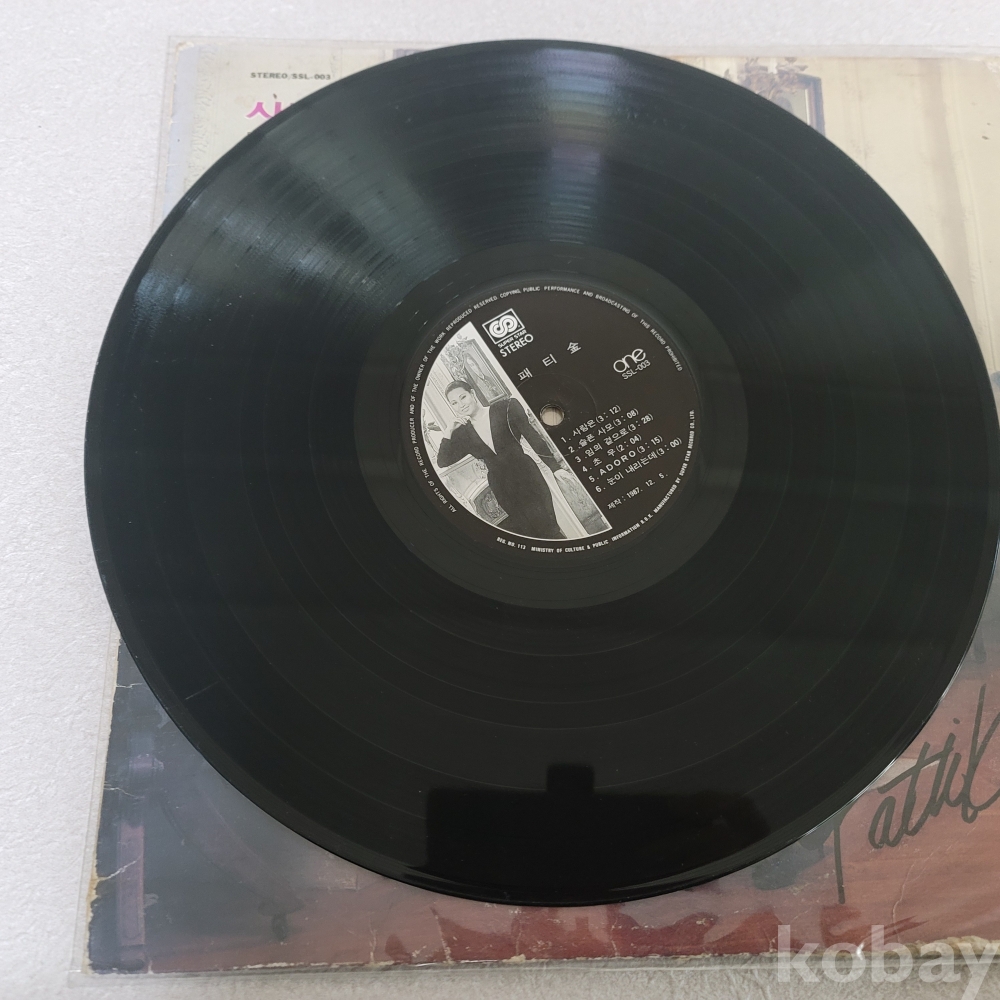 STEREO/SSL-003
ALL RIGHTS OF THE RECORD PRODUCER AND OF THE OWNER OF THE WORK REPRODUCED RESERVED COPYING, PUBLIC PERFORMANCE AND BROADCASTING OF THIS RECORD PROHIBITED
SUPER STAR
STEREO
패 티 金
one
SSL-003
1. 사랑은(3:12)
2. 슬픈 사모(3:08)
3. 임의 곁으로(3:28)
4. 초 우(2:04)
5. ADORO(3:15)
6. 눈이 내리는데(3:00)
제작: 1987. 12. 5.
REG. NO. 113 MINISTRY OF CULTURE & PUBLIC INFORMATION R.O.K. MANUFACTURED BY SUPER STAR RECORD CO., LTD.
kobay